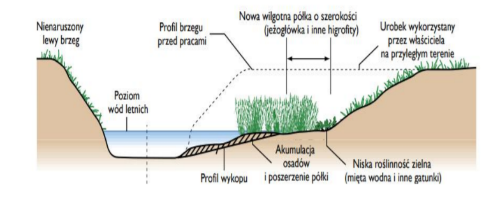 Nienaruszony
lewy brzeg
Profil brzegu
przed pracami
Nowa wilgotna półka o szerokości
(jeżogłówka i inne higrofity)
Urobek wykorzystany
przez właściciela
na przyległym terenie
Poziom
wód letnich
Profil wykopu
Akumulacja
osadów
i poszerzenie półki
Niska roślinność zielna
(mięta wodna i inne gatunki)